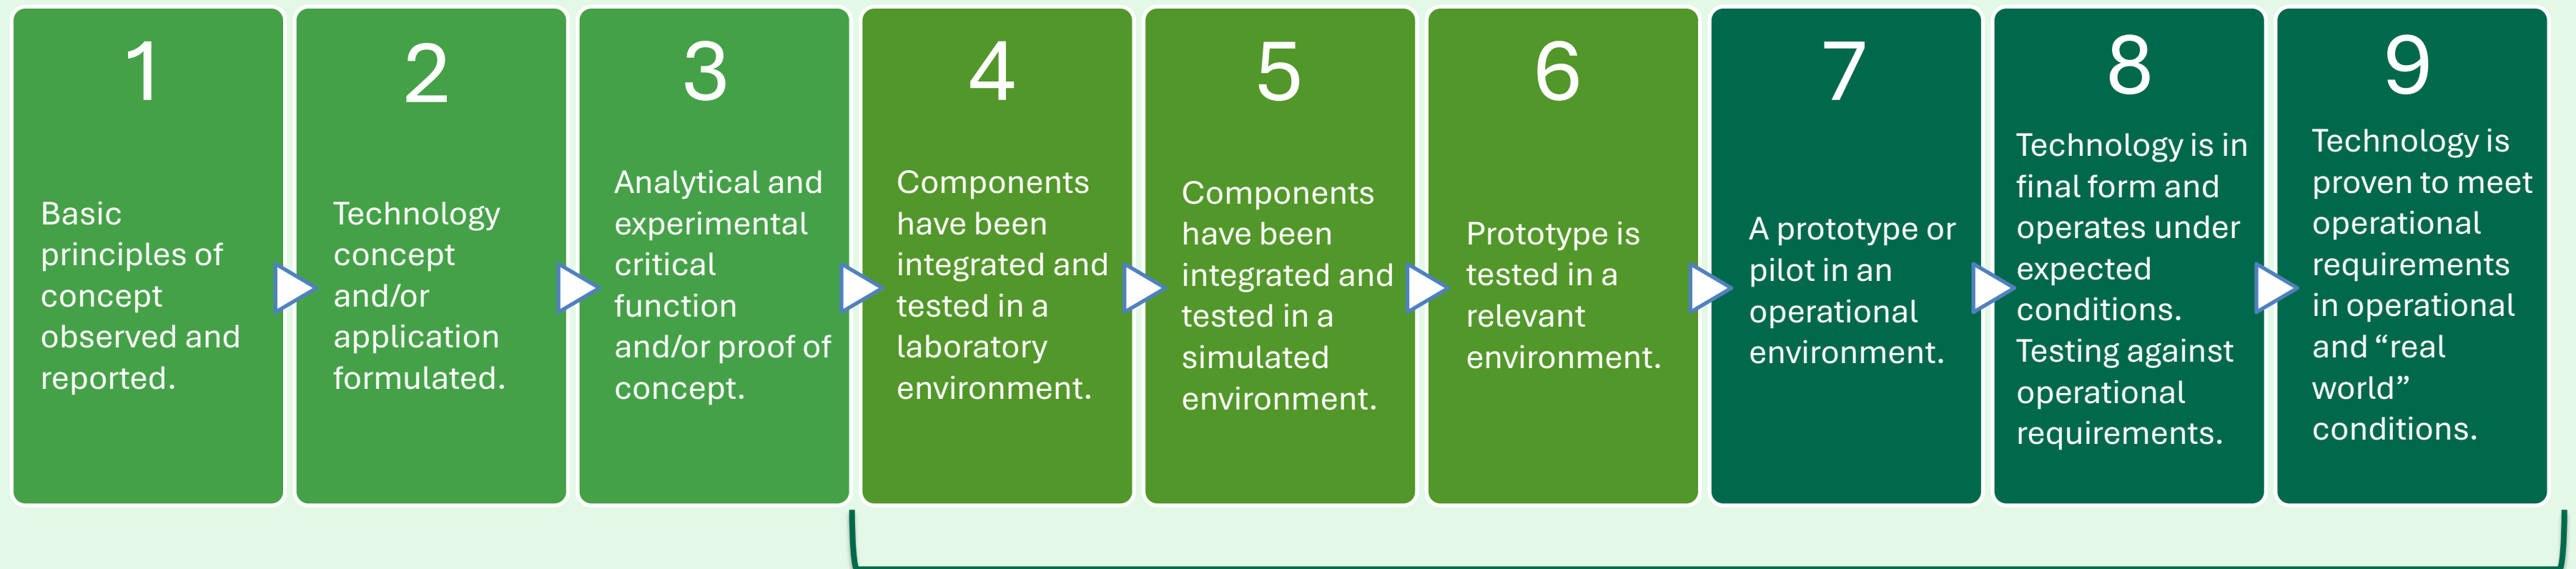 1
Basic
principles of
concept
observed and
reported.
2
Technology
concept
and/or
application
formulated.
3
Analytical and
experimental
critical
function
and/or proof of
concept.
4
Components
have been
integrated and
tested in a
laboratory
environment.
5
Components
have been
integrated and
tested in a
simulated
environment.
6
Prototype is
tested in a
relevant
environment.
7
A prototype or
pilot in an
operational
environment.
8
Technology is in
final form and
operates under
expected
conditions.
Testing against
operational
requirements.
9
Technology is
proven to meet
operational
requirements
in operational
and “real
world”
conditions.